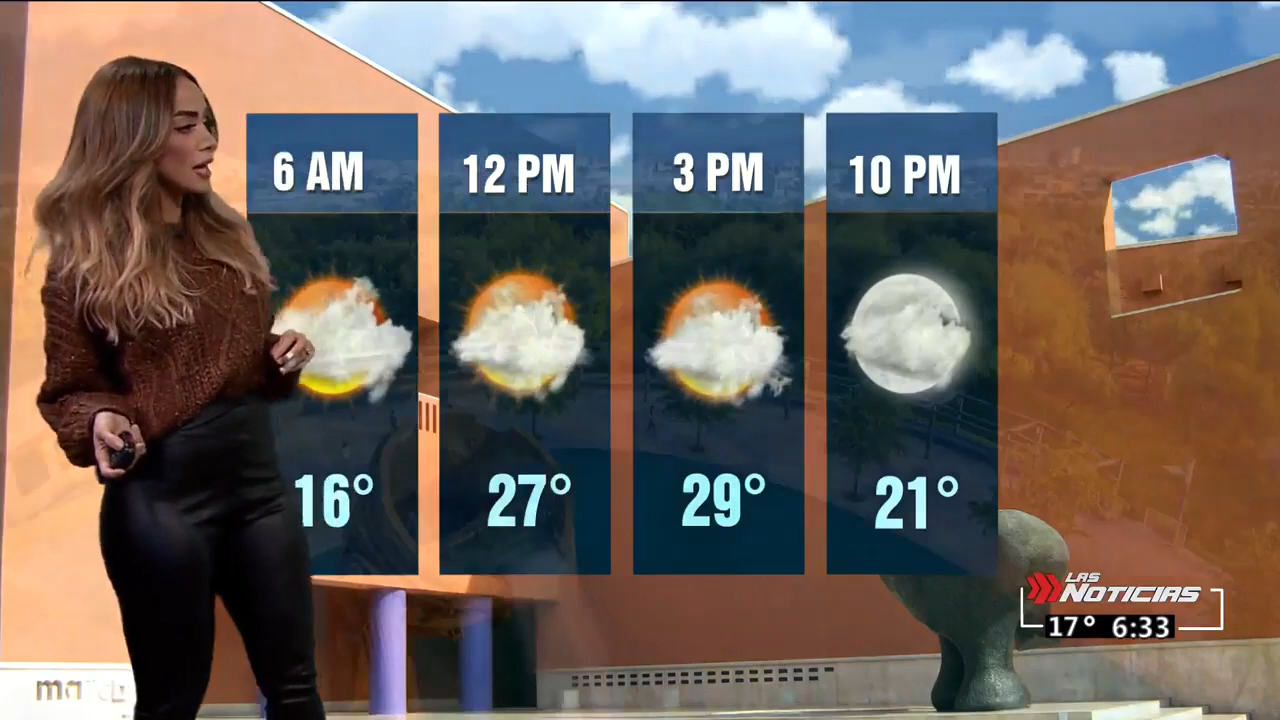 6 AM
12 PM
3 PM
10 PM
16°
27°
29°
21°
LAS
NOTICIAS
17° 6:33